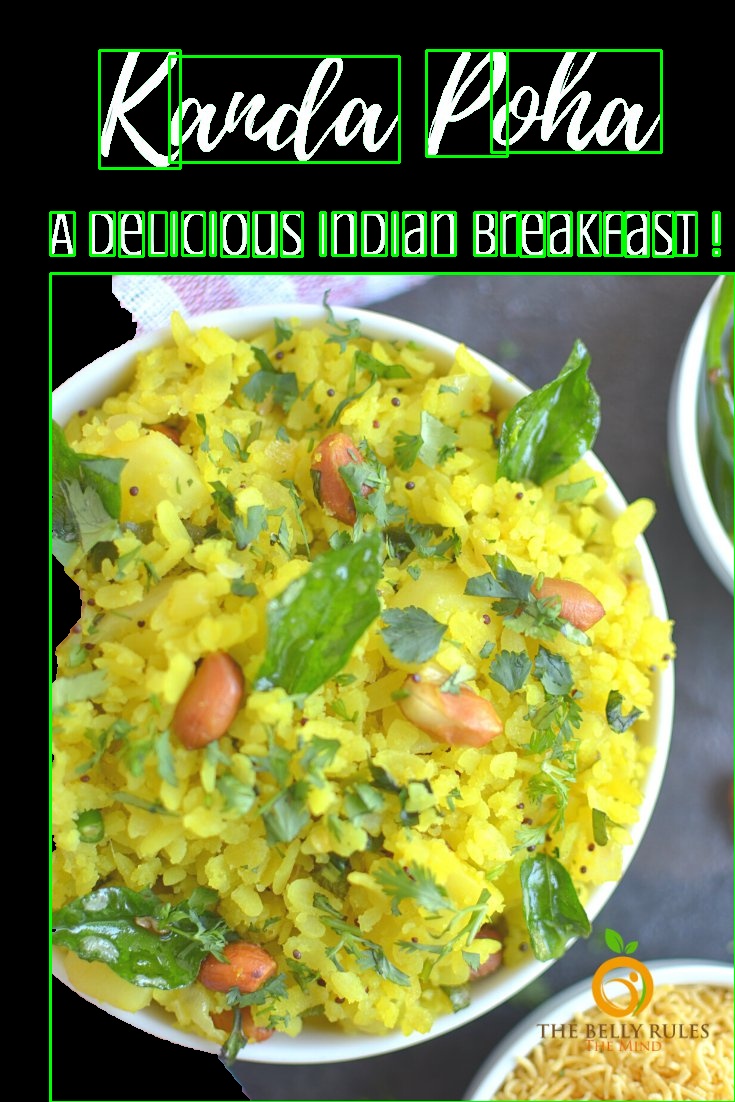 Kanda Poha
A DELICIOUS INDIAN BREAKFAST !
THE BELLY RULES
THE MIND